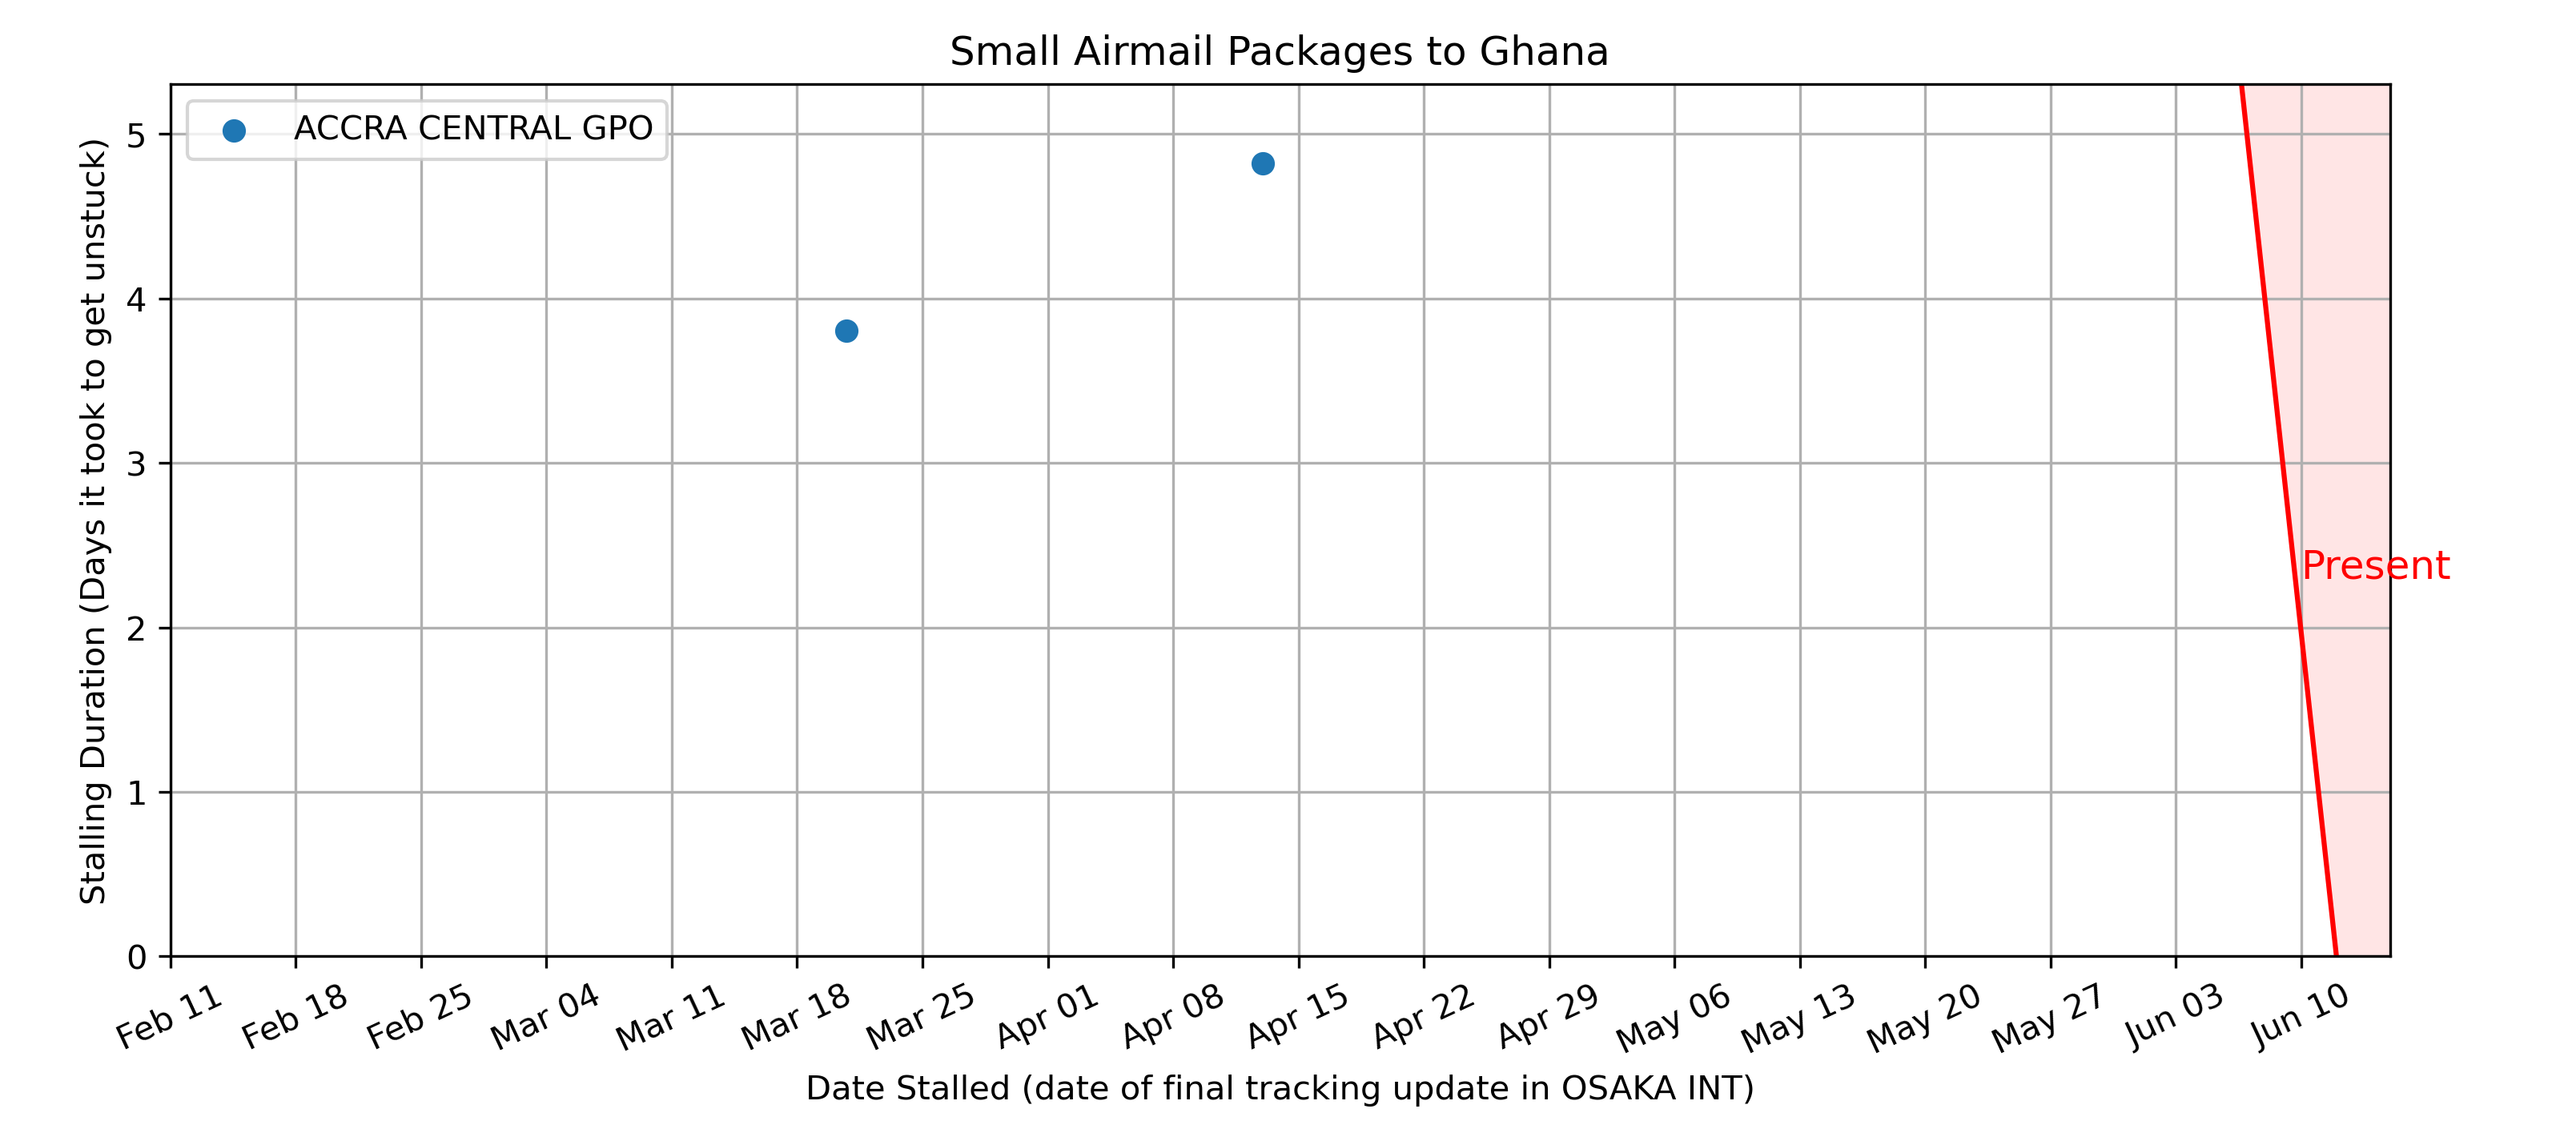 Small Airmail Packages to Ghana
ACCRA CENTRAL GPO
Stalling Duration (Days it took to get unstuck)
5
4
3
2
1
0
Present
Feb 11
Feb 18
Feb 25
Mar 04
Mar 11
Mar 18
Mar 25
Apr 01
Apr 08
Apr 15
Apr 22
Apr 29
May 06
May 13
May 20
May 27
Jun 03
Jun 10
Date Stalled (date of final tracking update in OSAKA INT)